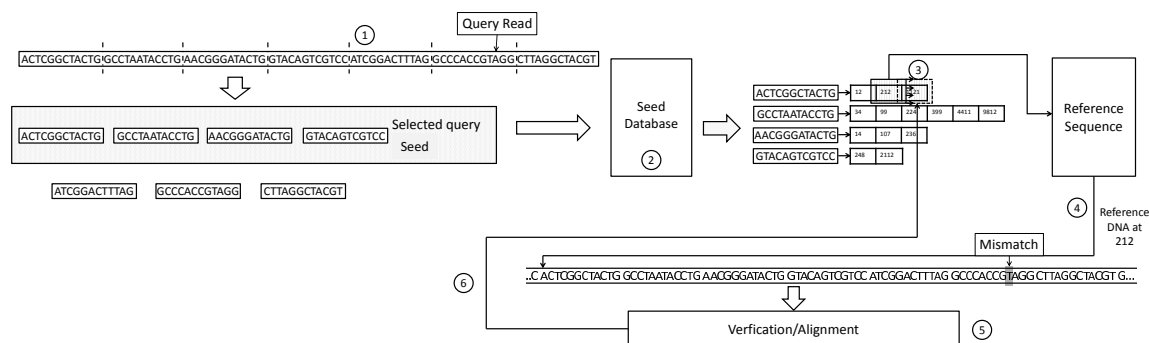 Query Read
1
ACTCGGCTACTG GCCTAATACCTG AACGGGATACTG GTACAGTCGTCC ATCGGACTTTAG GCCCACCGTAGG CTTAGGCTACGT
ACTCGGCTACTG GCCTAATACCTG AACGGGATACTG GTACAGTCGTCC Selected query
Seed
ATCGGACTTTAG GCCCACCGTAGG CTTAGGCTACGT
Seed
Database
2
3
ACTCGGCTACTG 12 212 21
GCCTAATACCTG 34 99 224 399 4411 9812
AACGGGATACTG 14 107 236
GTACAGTCGTCC 248 2112
Reference
Sequence
4
Reference
DNA at
212
Mismatch
..C ACTCGGCTACTG GCCTAATACCTG AACGGGATACTG GTACAGTCGTCC ATCGGACTTTAG GCCCACCGTAGG CTTAGGCTACGT G...
6
Verfication/Alignment
5